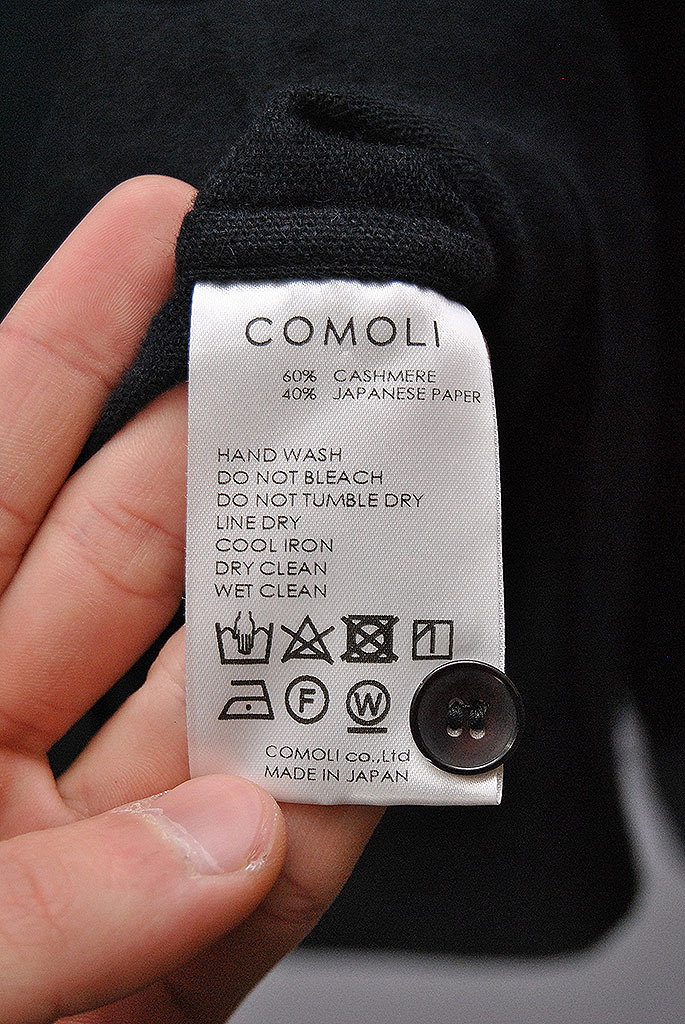 COMOLI
60% CASHMERE
40% JAPANESE PAPER
HAND WASH
DO NOT BLEACH
DO NOT TUMBLE DRY
LINE DRY
COOL IRON
DRY CLEAN
WET CLEAN
F W
COMOLI co.,Ltd
MADE IN JAPAN